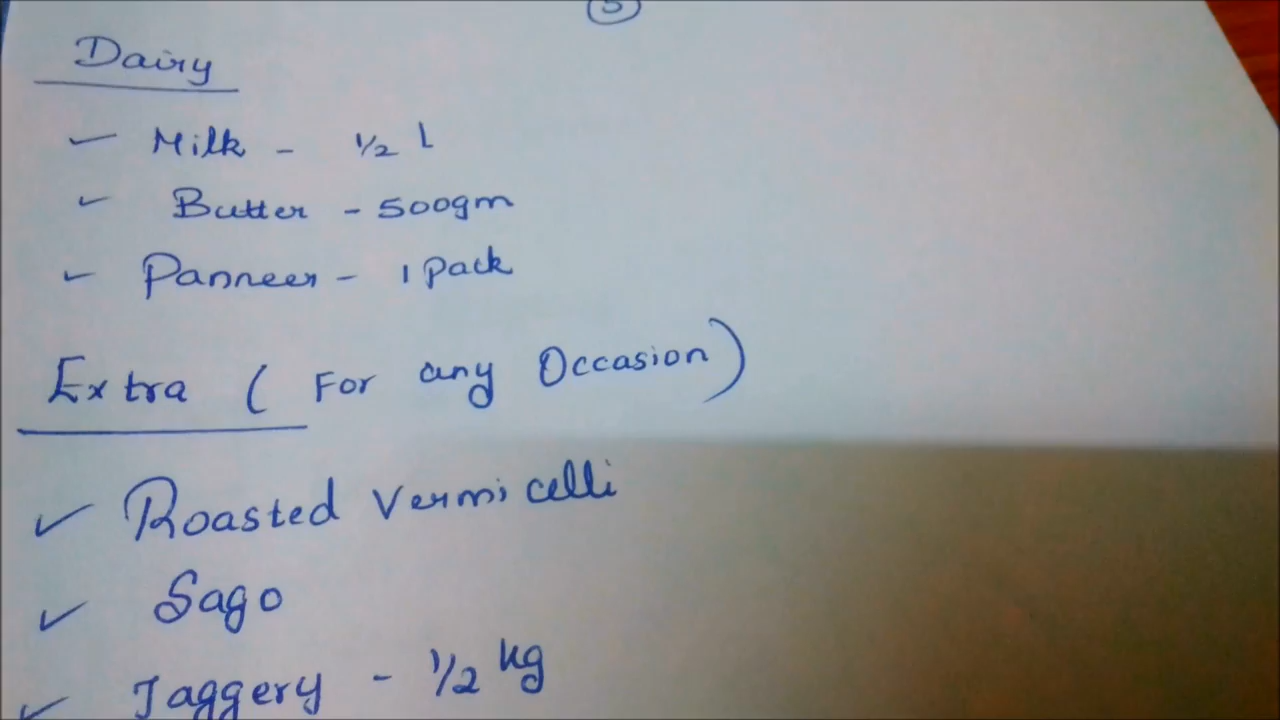 5
Dairy
✓ Milk - 1/2 l
✓ Butter - 500gm
✓ Panneer - 1 Pack
Extra ( For any Occasion )
✓ Roasted Vermicelli
✓ Sago
✓ Jaggery - 1/2 kg